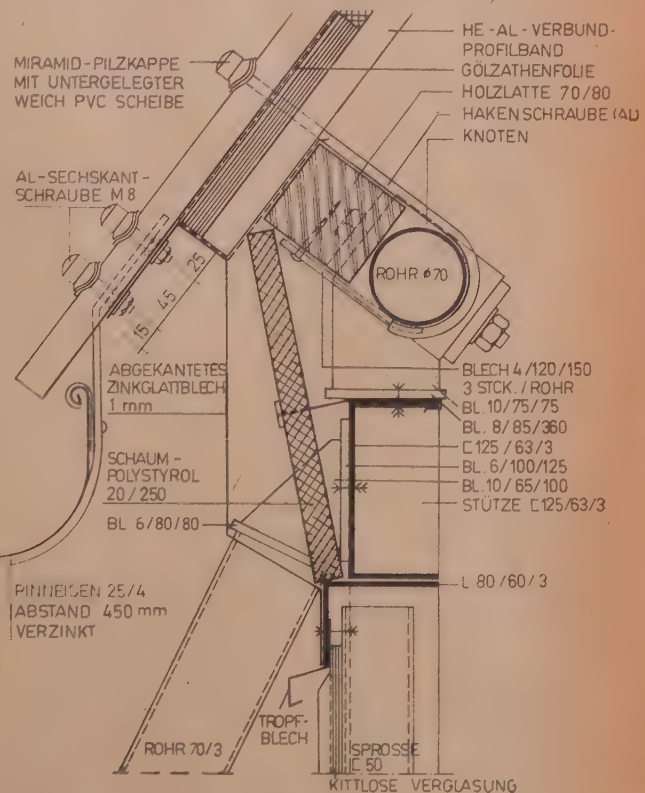 MIRAMID-PILZKAPPE
MIT UNTERGELEGTER
WEICH PVC SCHEIBE
HE-AL-VERBUND-
PROFILBAND
GÖLZATHENFOLIE
HOLZLATTE 70/80
HAKENSCHRAUBE (AL)
KNOTEN
AL-SECHSKANT-
SCHRAUBE M 8
ROHR ø 70
25
45
15
ABGEKANTETES
ZINKGLATTBLECH
1 mm
SCHAUM-
POLYSTYROL
20/250
BL 6/80/80
BLECH 4/120/150
3 STCK./ROHR
BL. 10/75/75
BL. 8/85/360
[ 125/63/3
BL. 6/100/125
BL. 10/65/100
STÜTZE [ 125/63/3
L 80/60/3
RINNEISEN 25/4
ABSTAND 450 mm
VERZINKT
TROPF-
BLECH
ROHR 70/3
SPROSSE
[ 50
KITTLOSE VERGLASUNG